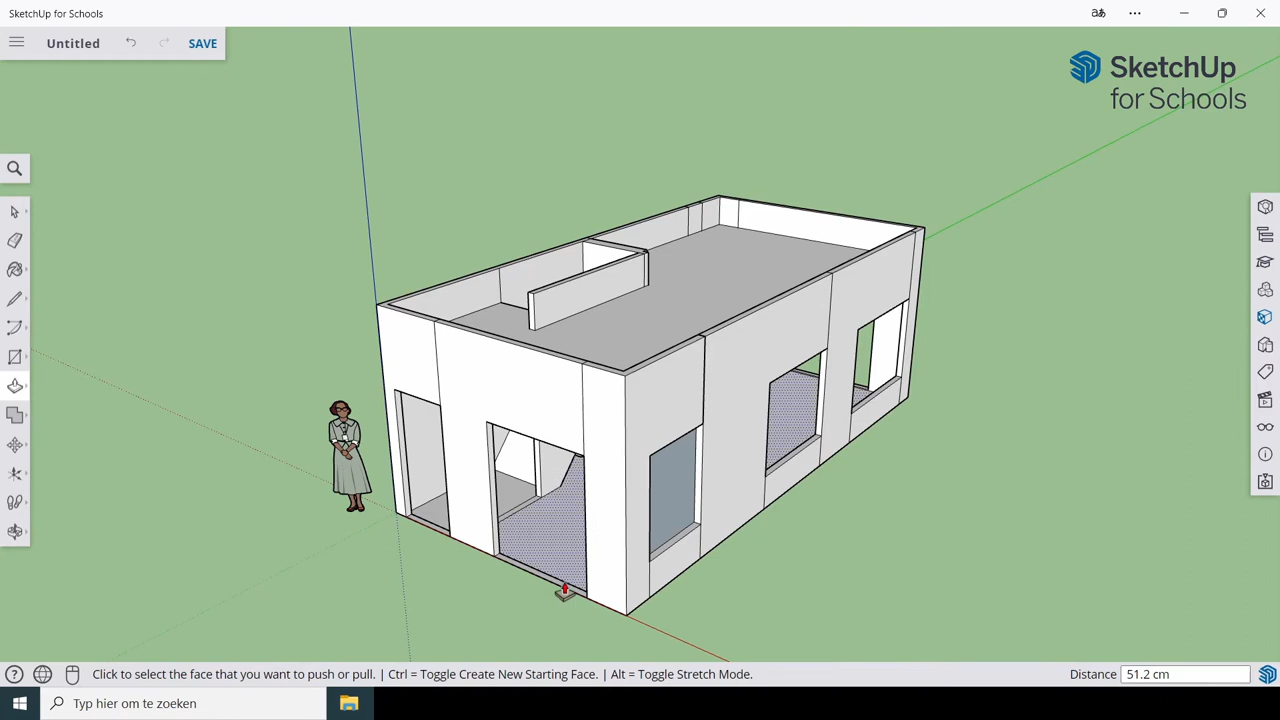 SketchUp for Schools
あ
Untitled
SAVE
SketchUp
for Schools
Click to select the face that you want to push or pull. | Ctrl = Toggle Create New Starting Face. | Alt = Toggle Stretch Mode.
Distance
51.2 cm
Typ hier om te zoeken